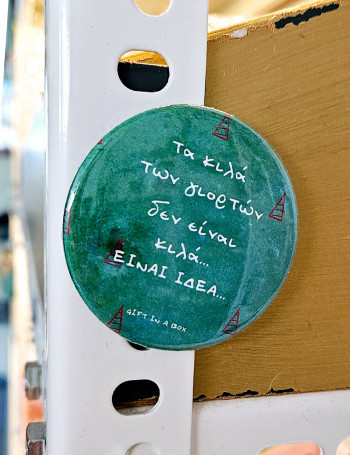 Τα κιλά
των γιορτών
δεν είναι
κιλά...
ΕΙΝΑΙ ΙΔΕΑ...
GIFT IN A BOX